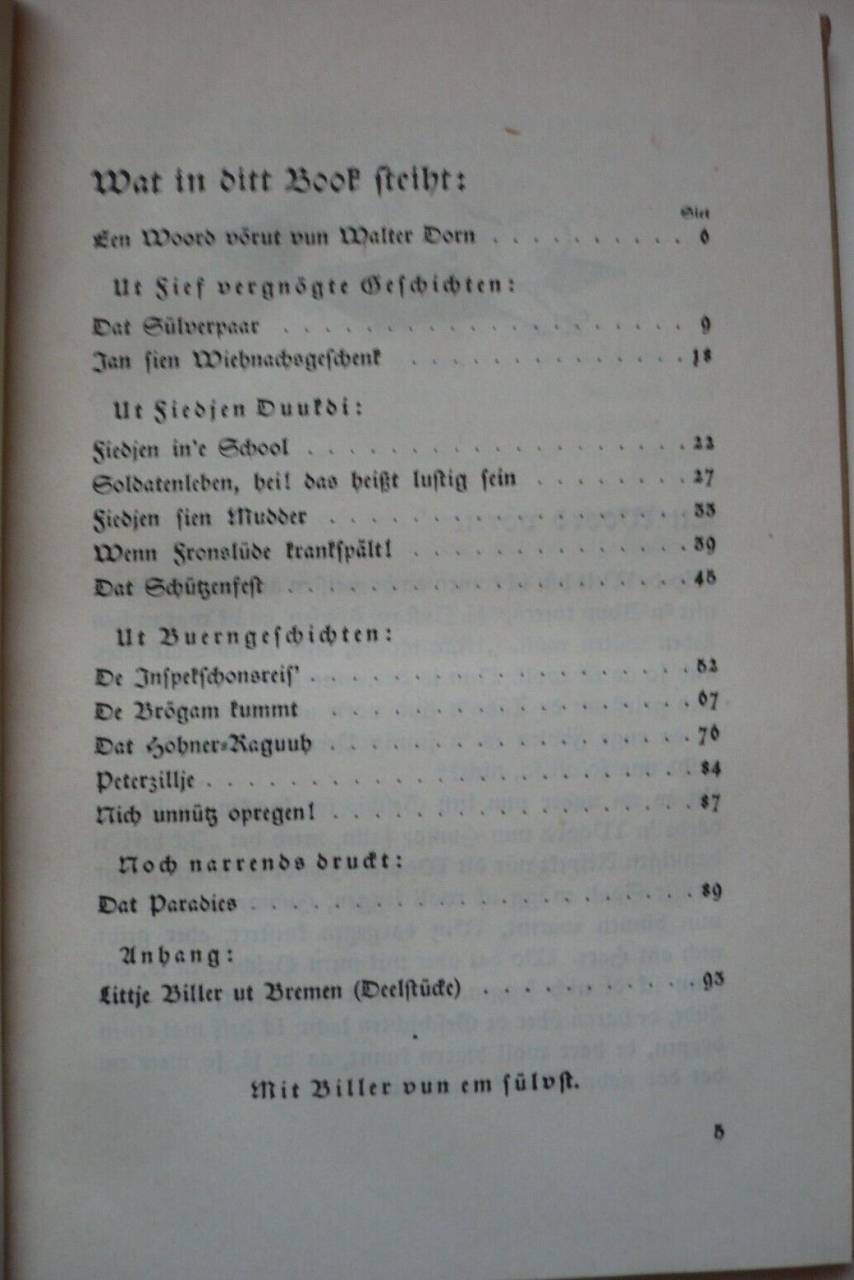 Wat in ditt Book steiht:
Siet
Een Woord vörut vun Walter Dorn . . . . . . . . . . 6
Ut Fief vergnögte Geschichten:
Dat Sülverpaar . . . . . . . . . . . . . . . . . . . . 9
Jan sien Wiehnachsgeschenk . . . . . . . . . . . . . . 18
Ut Fiedjen Duukdi:
Fiedjen in'e School . . . . . . . . . . . . . . . . . . . 22
Soldatenleben, hei! das heißt lustig sein . . . . . . . . 27
Fiedjen sien Mudder . . . . . . . . . . . . . . . . . . 33
Wenn Fronslüde krankspält! . . . . . . . . . . . . . . 39
Dat Schützenfest . . . . . . . . . . . . . . . . . . . . 45
Ut Buerngeschichten:
De Inspekschonsreis' . . . . . . . . . . . . . . . . . . 52
De Brögam kummt . . . . . . . . . . . . . . . . . . 67
Dat Hohner-Raguuh . . . . . . . . . . . . . . . . . . 76
Peterzillje . . . . . . . . . . . . . . . . . . . . . . . . 84
Nich unnütz opregen! . . . . . . . . . . . . . . . . . . 87
Noch narrends druckt:
Dat Paradies . . . . . . . . . . . . . . . . . . . . . . 89
Anhang:
Littje Biller ut Bremen (Deelstücke) . . . . . . . . . . . 93
Mit Biller vun em sülvst.
5